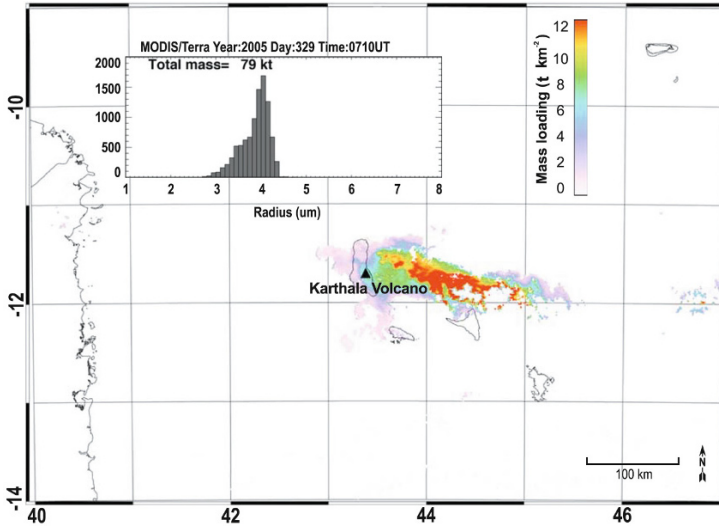 MODIS/Terra Year:2005 Day:329 Time:0710UT
Total mass= 79 kt
2000
1500
1000
500
0
1 2 3 4 5 6 7 8
Radius (um)
12
10
8
6
4
2
0
Mass loading (t km-2)
-10
-12
-14
Karthala Volcano
100 km
N
40 42 44 46